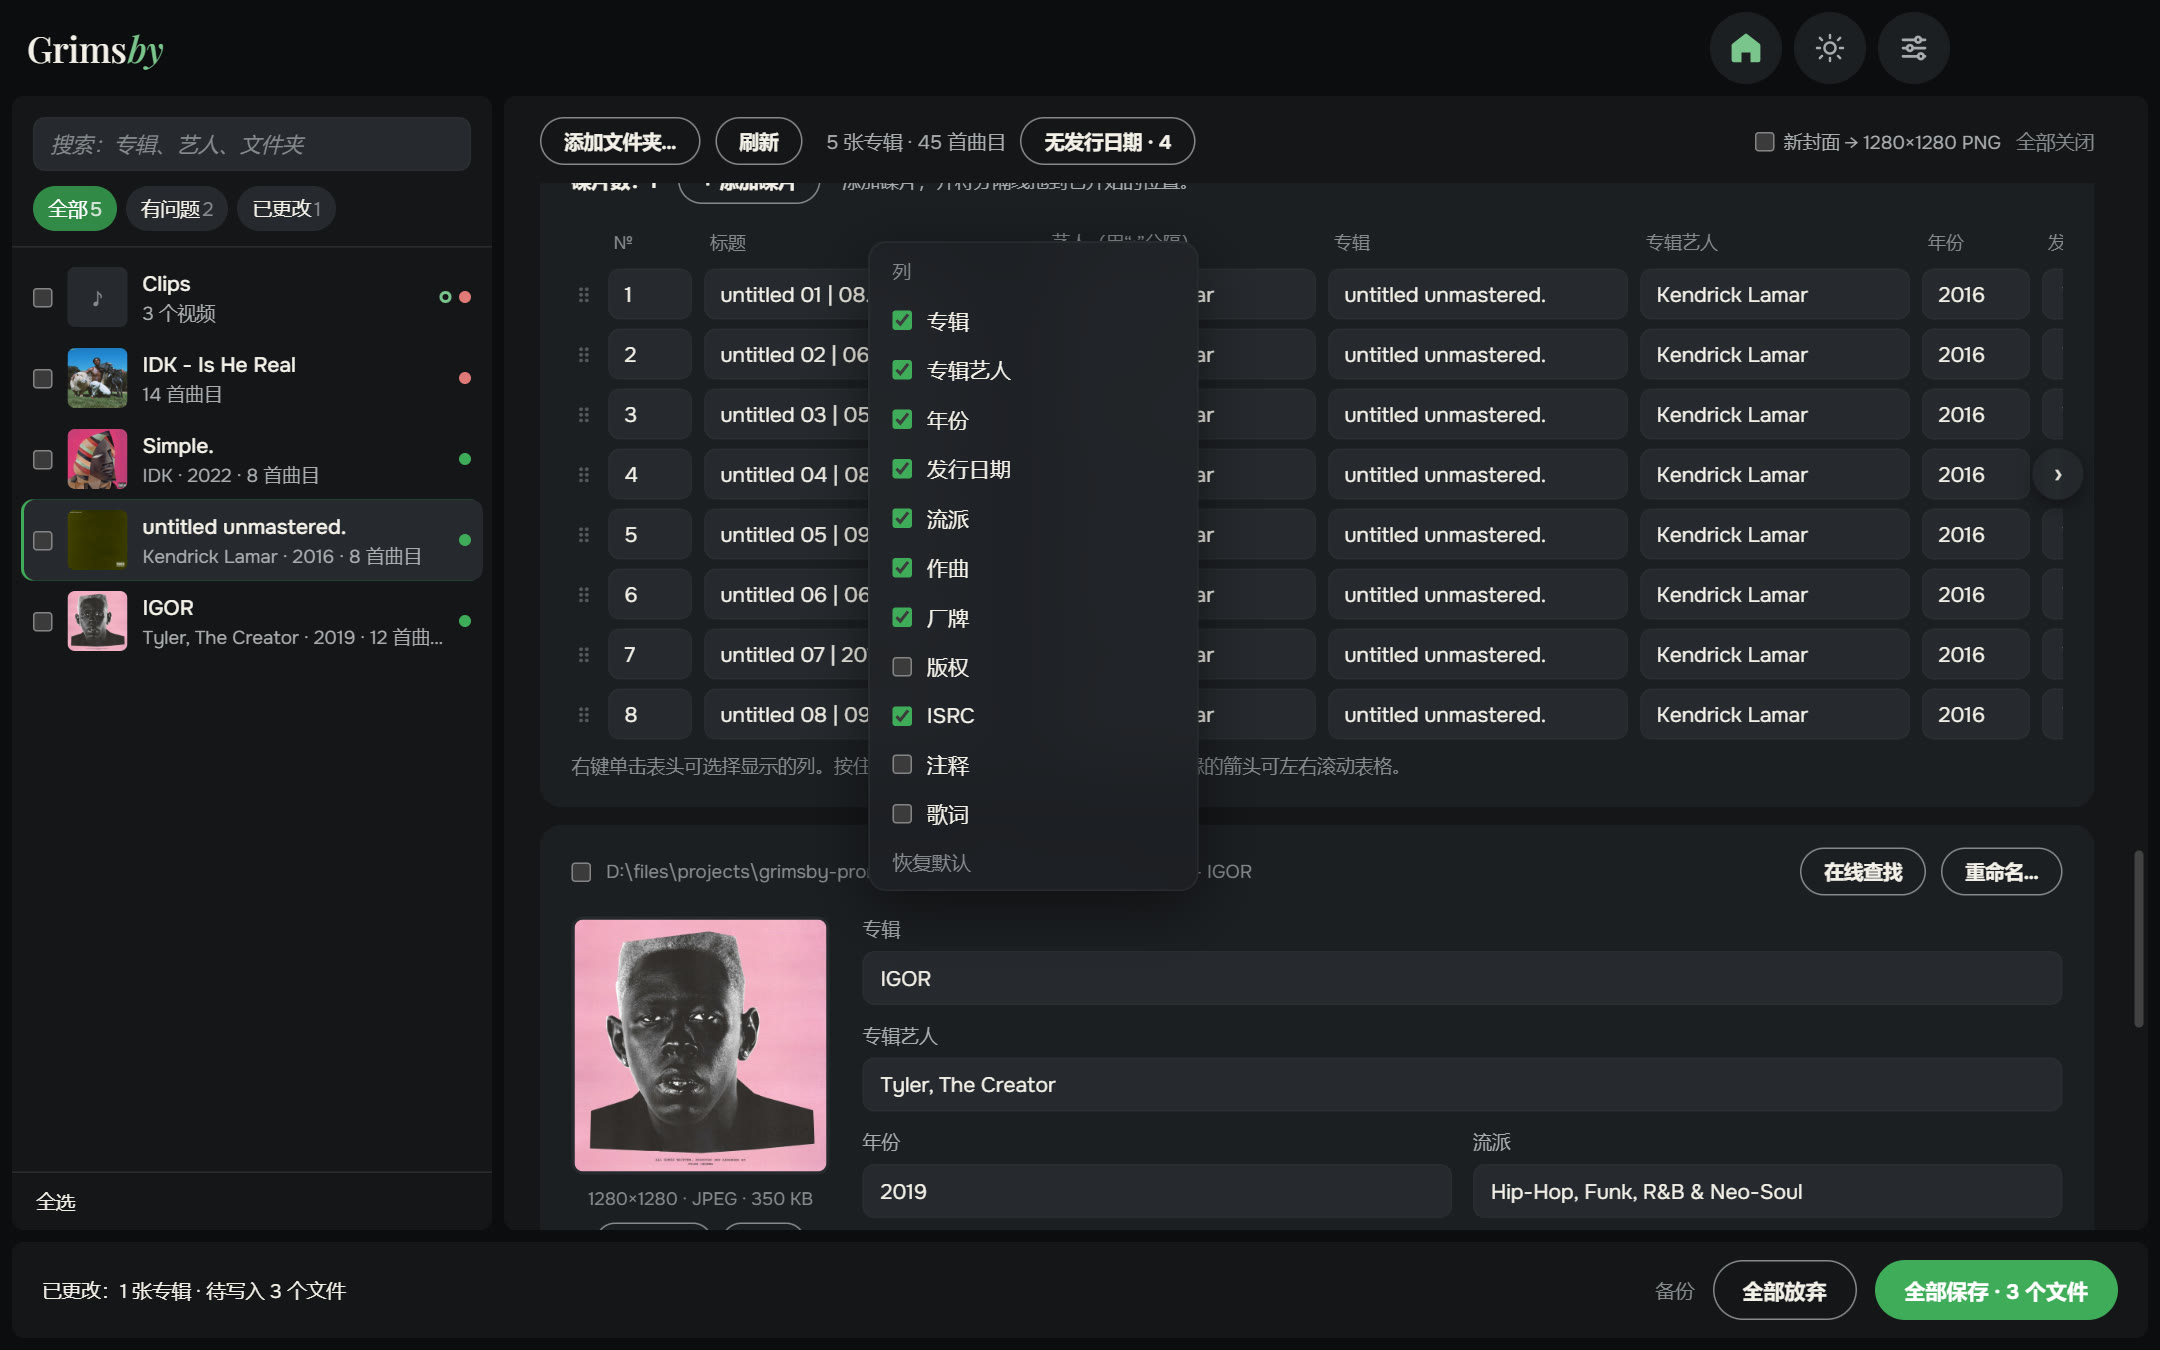 Grimsby
搜索：专辑、艺人、文件夹
全部 5
有问题 2
已更改 1
Clips
3 个视频
IDK - Is He Real
14 首曲目
Simple.
IDK · 2022 · 8 首曲目
untitled unmastered.
Kendrick Lamar · 2016 · 8 首曲目
IGOR
Tyler, The Creator · 2019 · 12 首曲...
全选
添加文件夹...
刷新
5 张专辑 · 45 首曲目
无发行日期 · 4
新封面 → 1280×1280 PNG
全部关闭
№ 标题 专辑 专辑艺人 年份 发
1 untitled 01 | 08. ar untitled unmastered. Kendrick Lamar 2016
2 untitled 02 | 06 ar untitled unmastered. Kendrick Lamar 2016
3 untitled 03 | 05 ar untitled unmastered. Kendrick Lamar 2016
4 untitled 04 | 08 ar untitled unmastered. Kendrick Lamar 2016
5 untitled 05 | 09 ar untitled unmastered. Kendrick Lamar 2016
6 untitled 06 | 06 ar untitled unmastered. Kendrick Lamar 2016
7 untitled 07 | 20 ar untitled unmastered. Kendrick Lamar 2016
8 untitled 08 | 09 ar untitled unmastered. Kendrick Lamar 2016
右键单击表头可选择显示的列。按住 的箭头可左右滚动表格。
列
专辑
专辑艺人
年份
发行日期
流派
作曲
厂牌
版权
ISRC
注释
歌词
恢复默认
D:\files\projects\grimsby-pro - IGOR
在线查找
重命名...
1280×1280 · JPEG · 350 KB
专辑
IGOR
专辑艺人
Tyler, The Creator
年份
2019
流派
Hip-Hop, Funk, R&B & Neo-Soul
已更改：1 张专辑 · 待写入 3 个文件
备份
全部放弃
全部保存 · 3 个文件